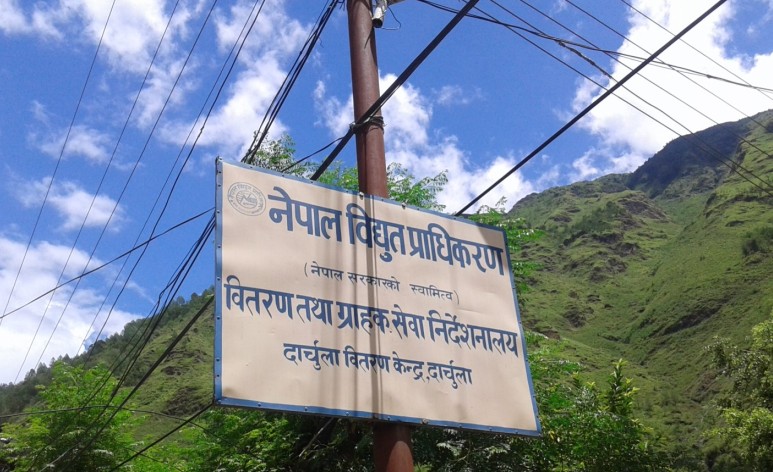 नेपाल विद्युत प्राधिकरण
(नेपाल सरकारको स्वामित्व)
वितरण तथा ग्राहक सेवा निर्देशनालय
दार्चुला वितरण केन्द्र, दार्चुला